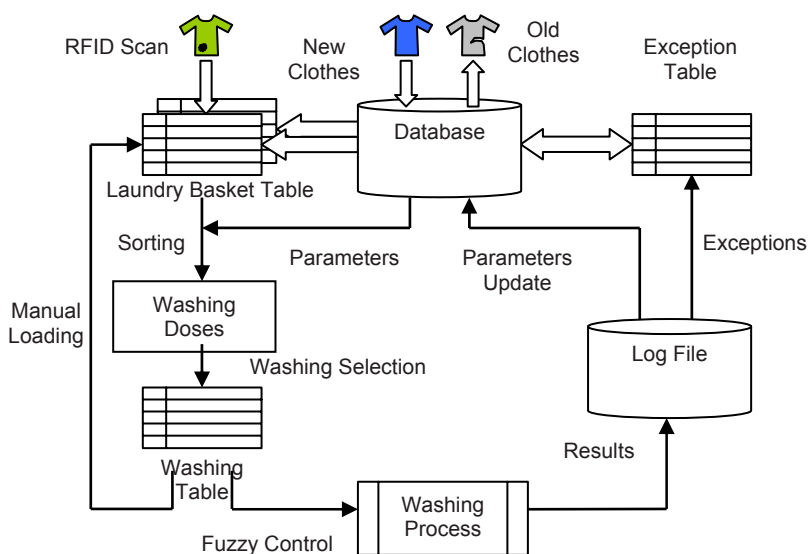 RFID Scan
New
Clothes
Old
Clothes
Exception
Table
Database
Laundry Basket Table
Sorting
Parameters
Parameters
Update
Exceptions
Manual
Loading
Washing
Doses
Washing Selection
Log File
Washing
Table
Results
Washing
Process
Fuzzy Control